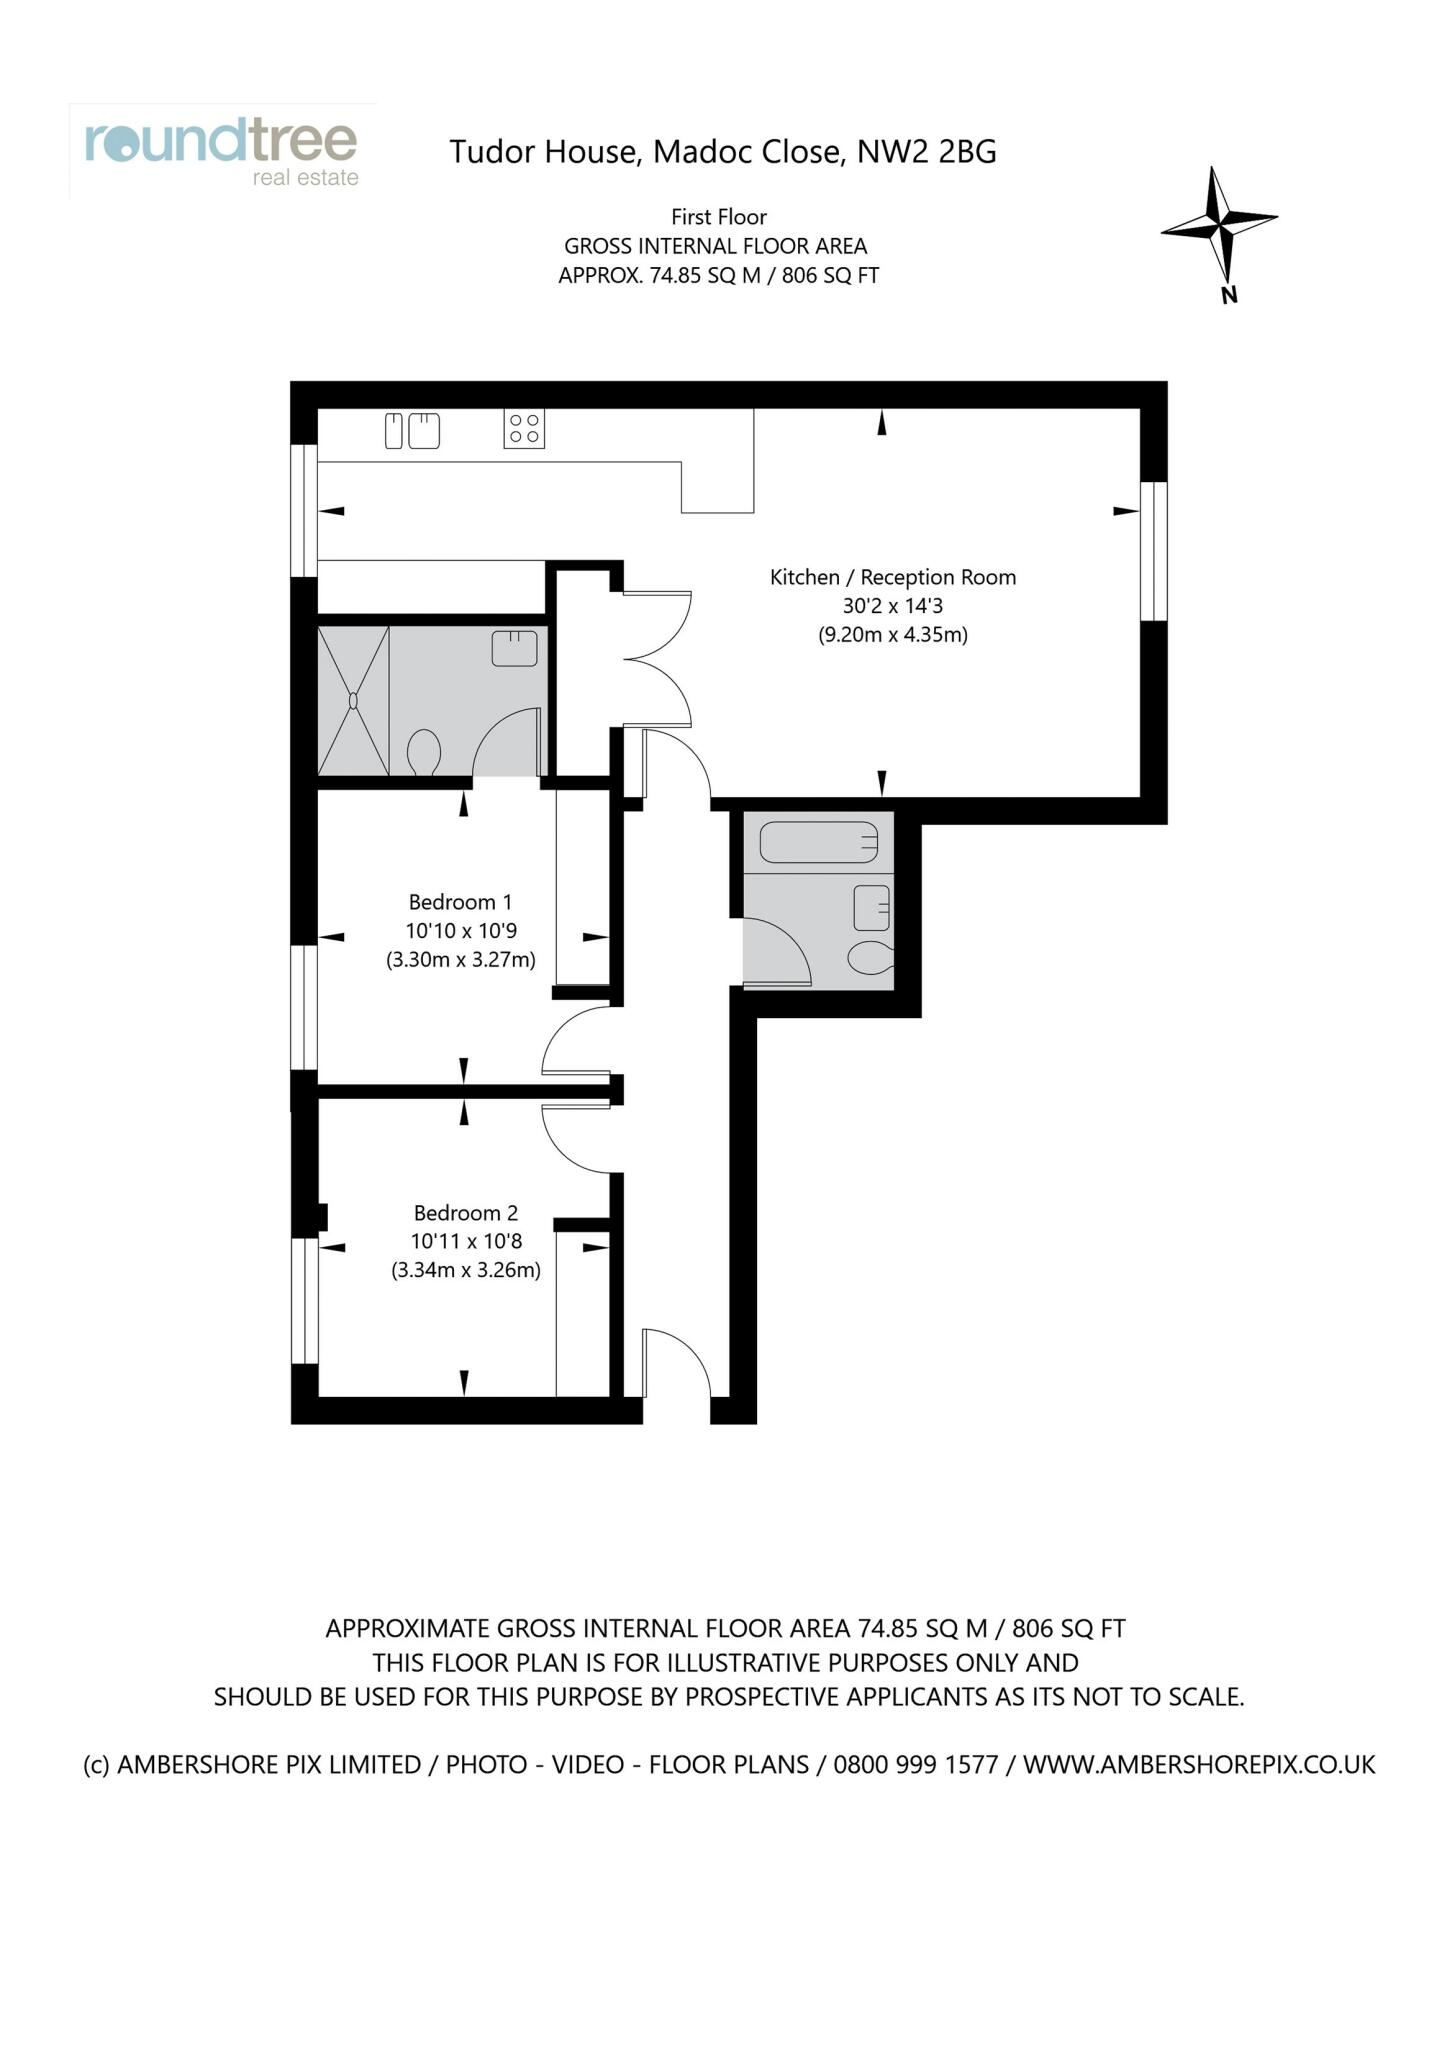 roundtree
real estate
Tudor House, Madoc Close, NW2 2BG
First Floor
GROSS INTERNAL FLOOR AREA
APPROX. 74.85 SQ M / 806 SQ FT
N
Kitchen / Reception Room
30'2 x 14'3
(9.20m x 4.35m)
Bedroom 1
10'10 x 10'9
(3.30m x 3.27m)
Bedroom 2
10'11 x 10'8
(3.34m x 3.26m)
APPROXIMATE GROSS INTERNAL FLOOR AREA 74.85 SQ M / 806 SQ FT
THIS FLOOR PLAN IS FOR ILLUSTRATIVE PURPOSES ONLY AND
SHOULD BE USED FOR THIS PURPOSE BY PROSPECTIVE APPLICANTS AS ITS NOT TO SCALE.
(c) AMBERSHORE PIX LIMITED / PHOTO - VIDEO - FLOOR PLANS / 0800 999 1577 / WWW.AMBERSHOREPIX.CO.UK